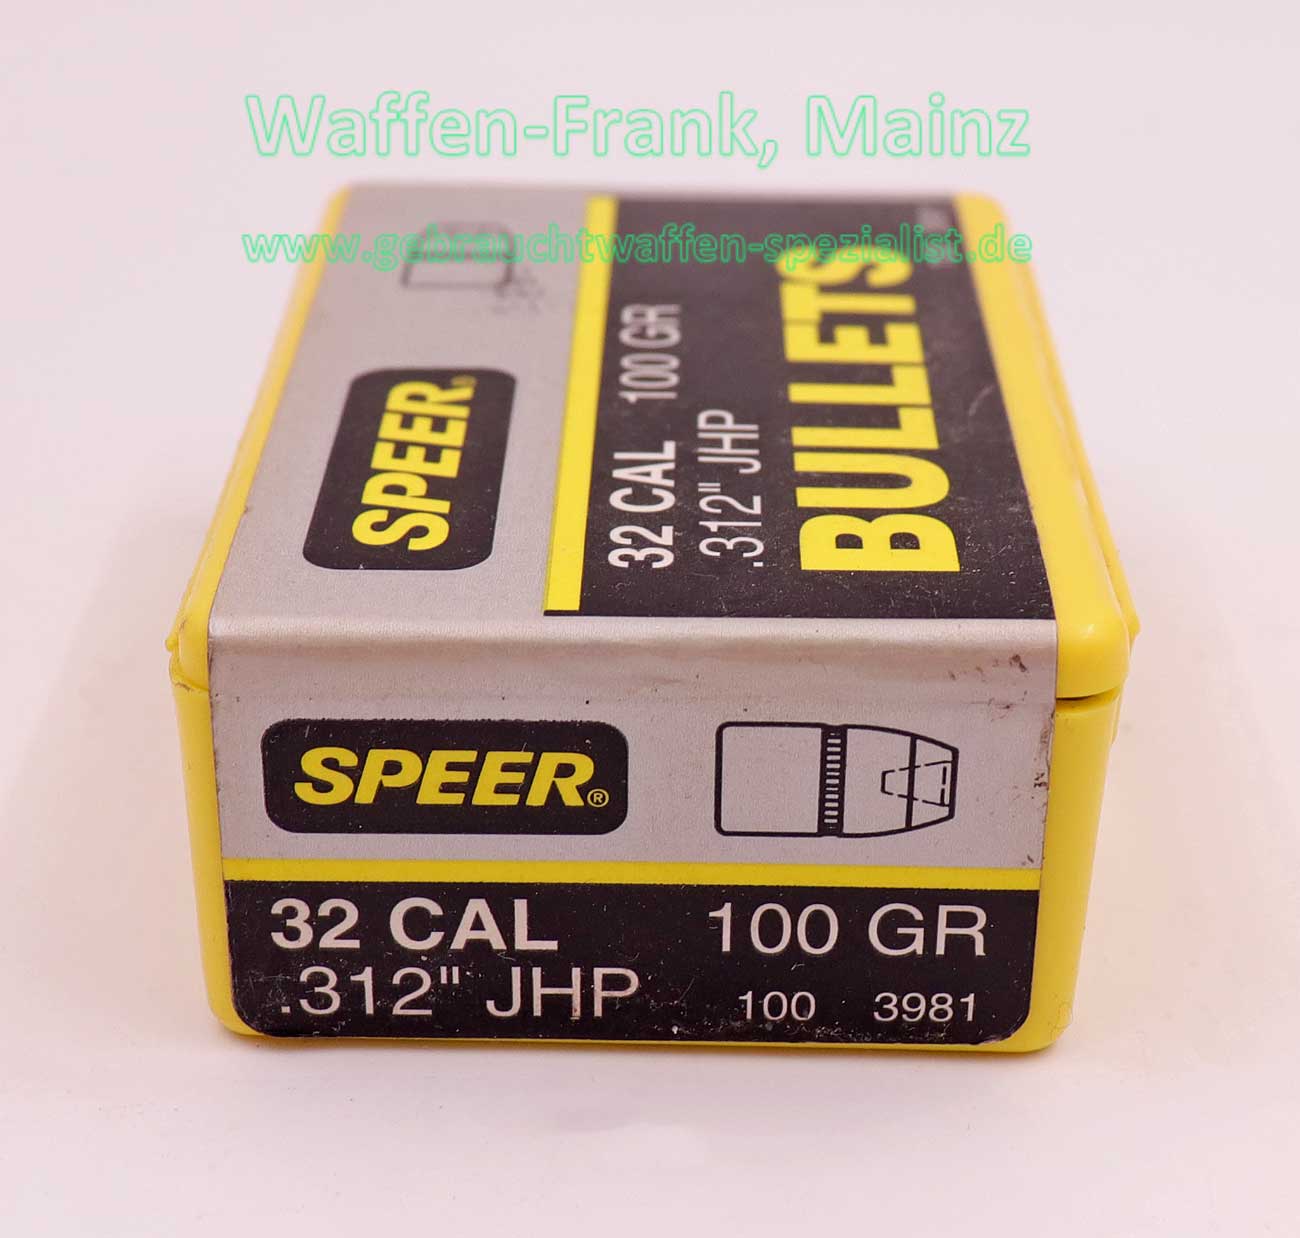 Waffen-Frank, Mainz
www.gebrauchtwaffen-spezialist.de
SPEER®
32 CAL 100 GR
.312" JHP
BULLETS
SPEER®
32 CAL 100 GR
.312" JHP 100 3981